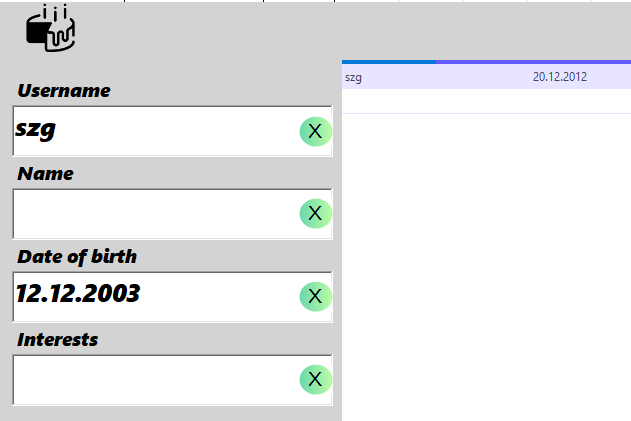 Username
szg
X
Name
X
Date of birth
12.12.2003
X
Interests
X
szg 20.12.2012